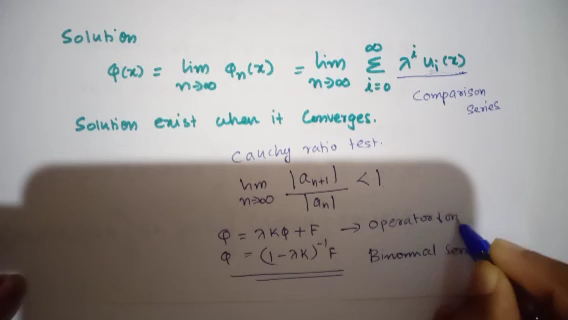 Solution
φ(x) = lim n→∞ φn(x) = lim n→∞ ∞ Σ i=0 λ^i ui(x)
Comparison series
Solution exist when it Converges.
Cauchy ratio test.
lim n→∞ |an+1| / |an| < 1
φ = λKφ + F → operator
φ = (1-λK)^-1 F Binomial